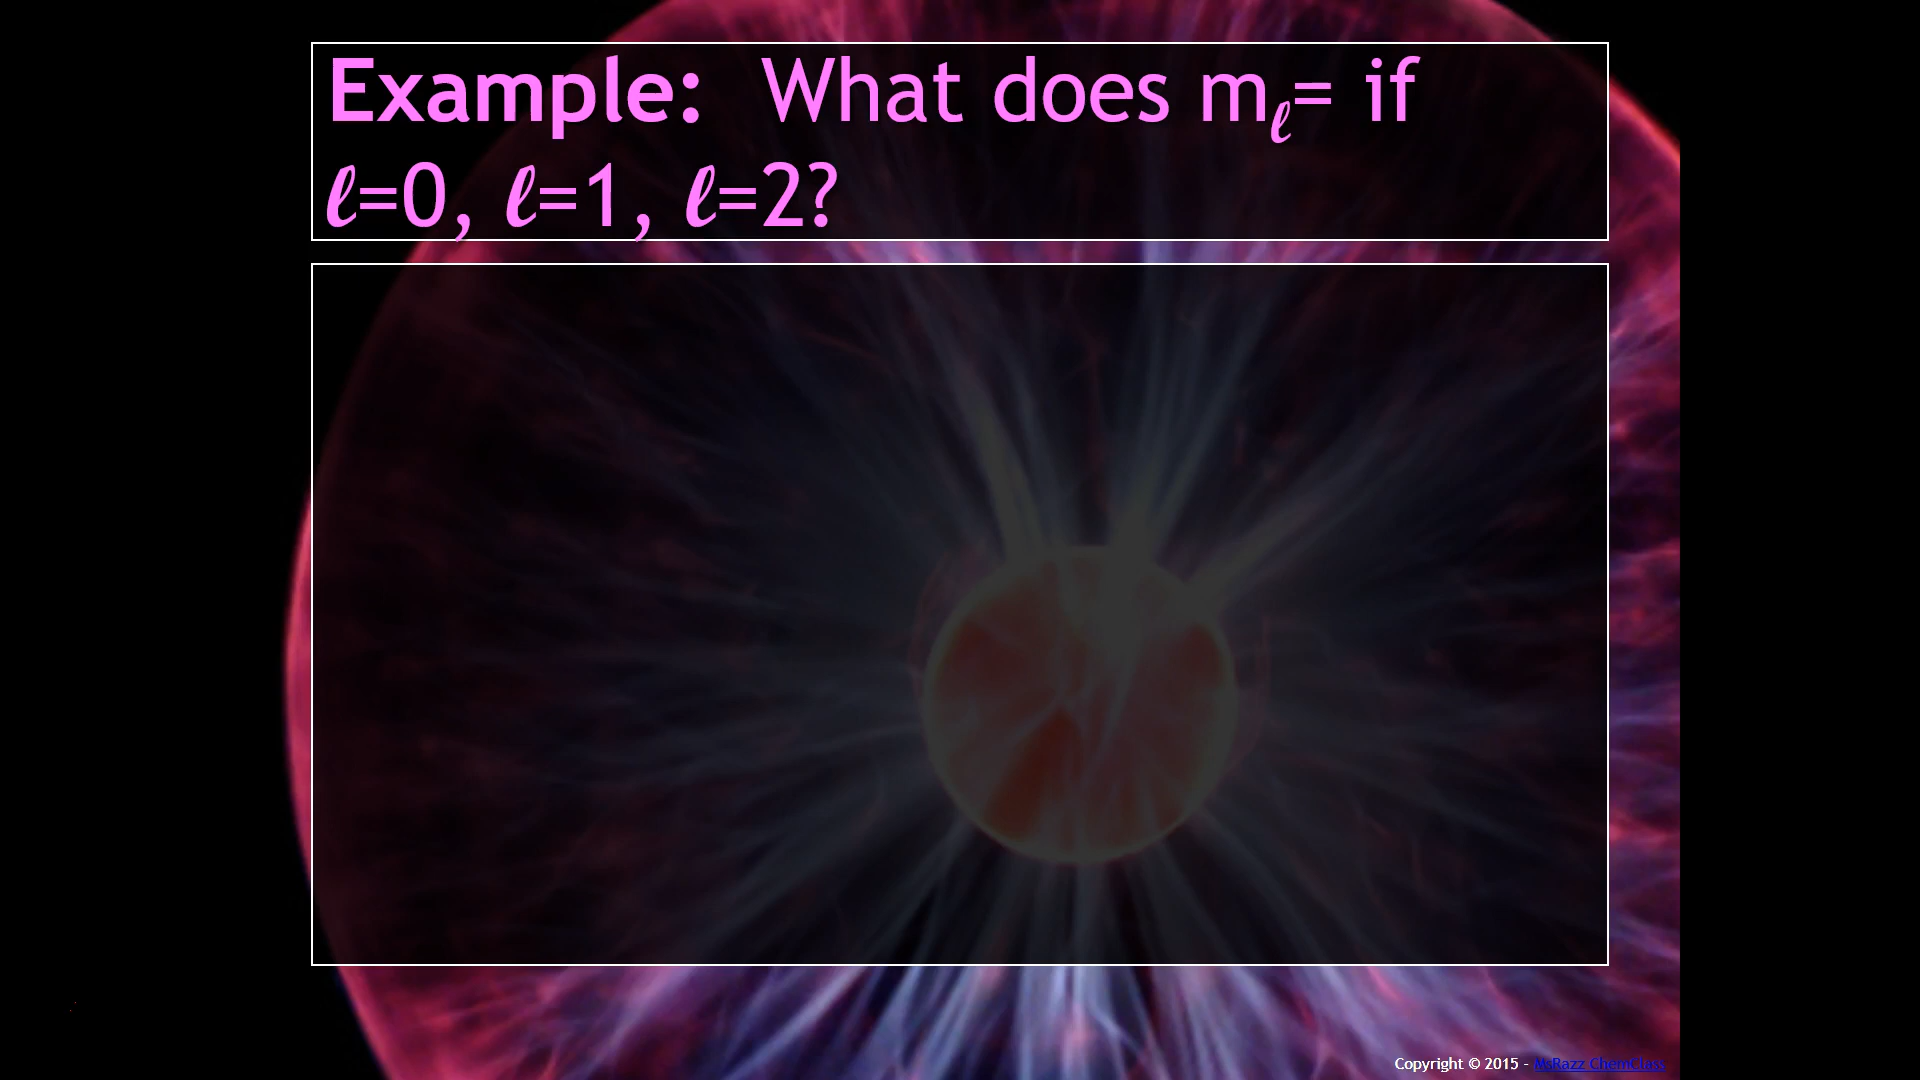 Example: What does mℓ= if
ℓ=0, ℓ=1, ℓ=2?
Copyright © 2015 - MsRazz ChemClass